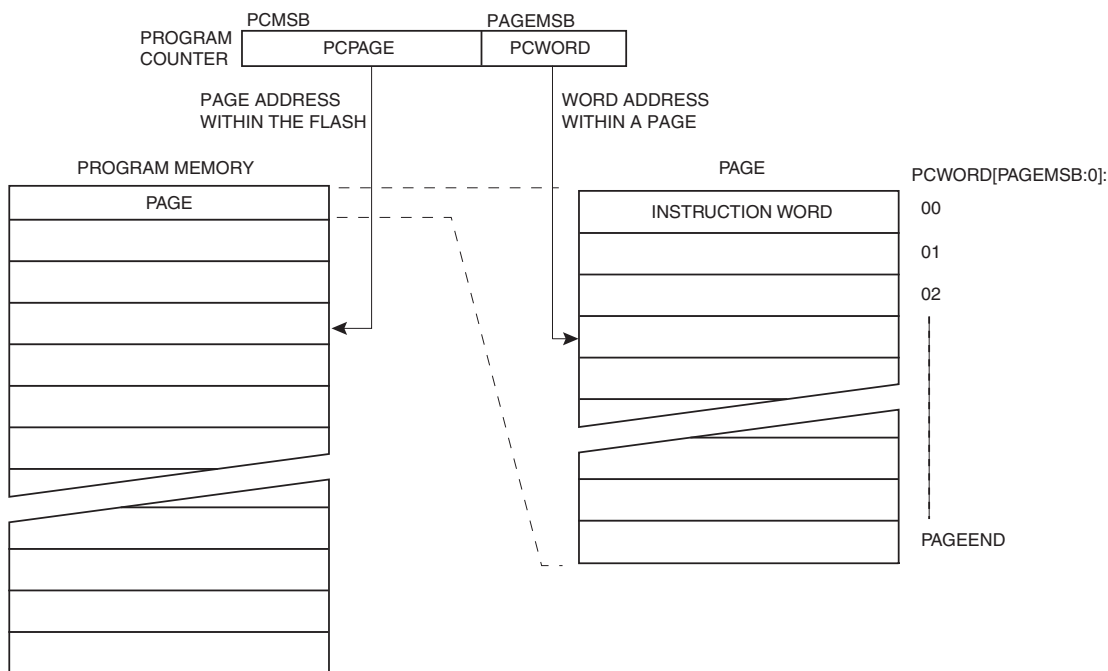 PCMSB
PAGEMSB
PROGRAM
COUNTER
PCPAGE
PCWORD
PAGE ADDRESS
WITHIN THE FLASH
WORD ADDRESS
WITHIN A PAGE
PROGRAM MEMORY
PAGE
PAGE
INSTRUCTION WORD
PCWORD[PAGEMSB:0]:
00
01
02
PAGEEND